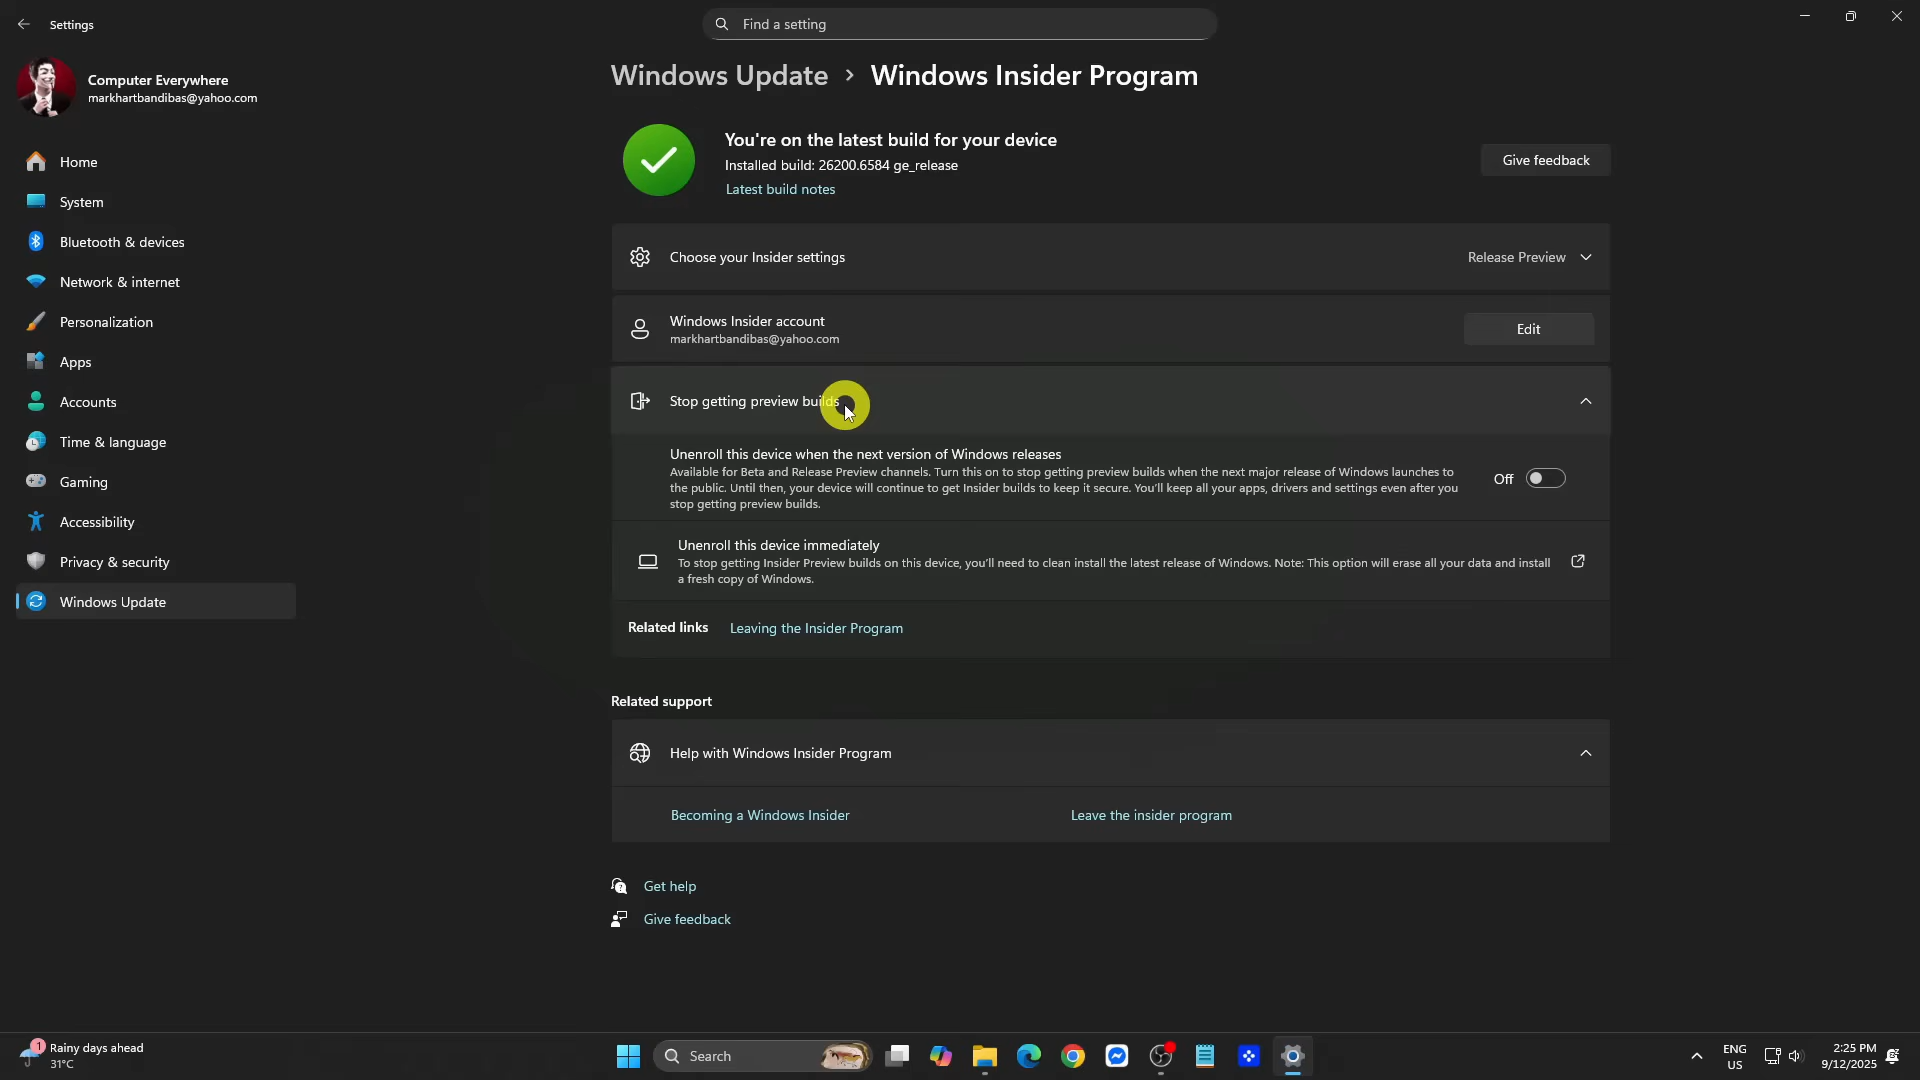 Settings
Find a setting
Computer Everywhere
markhartbandibas@yahoo.com
Home
System
Bluetooth & devices
Network & internet
Personalization
Apps
Accounts
Time & language
Gaming
Accessibility
Privacy & security
Windows Update
Windows Update > Windows Insider Program
You're on the latest build for your device
Installed build: 26200.6584 ge_release
Latest build notes
Give feedback
Choose your Insider settings
Release Preview
Windows Insider account
markhartbandibas@yahoo.com
Edit
Stop getting preview builds
Unenroll this device when the next version of Windows releases
Available for Beta and Release Preview channels. Turn this on to stop getting preview builds when the next major release of Windows launches to
the public. Until then, your device will continue to get Insider builds to keep it secure. You'll keep all your apps, drivers and settings even after you
stop getting preview builds.
Off
Unenroll this device immediately
To stop getting Insider Preview builds on this device, you'll need to clean install the latest release of Windows. Note: This option will erase all your data and install
a fresh copy of Windows.
Related links
Leaving the Insider Program
Related support
Help with Windows Insider Program
Becoming a Windows Insider
Leave the insider program
Get help
Give feedback
1
Rainy days ahead
31°C
Search
ENG
US
2:25 PM
9/12/2025